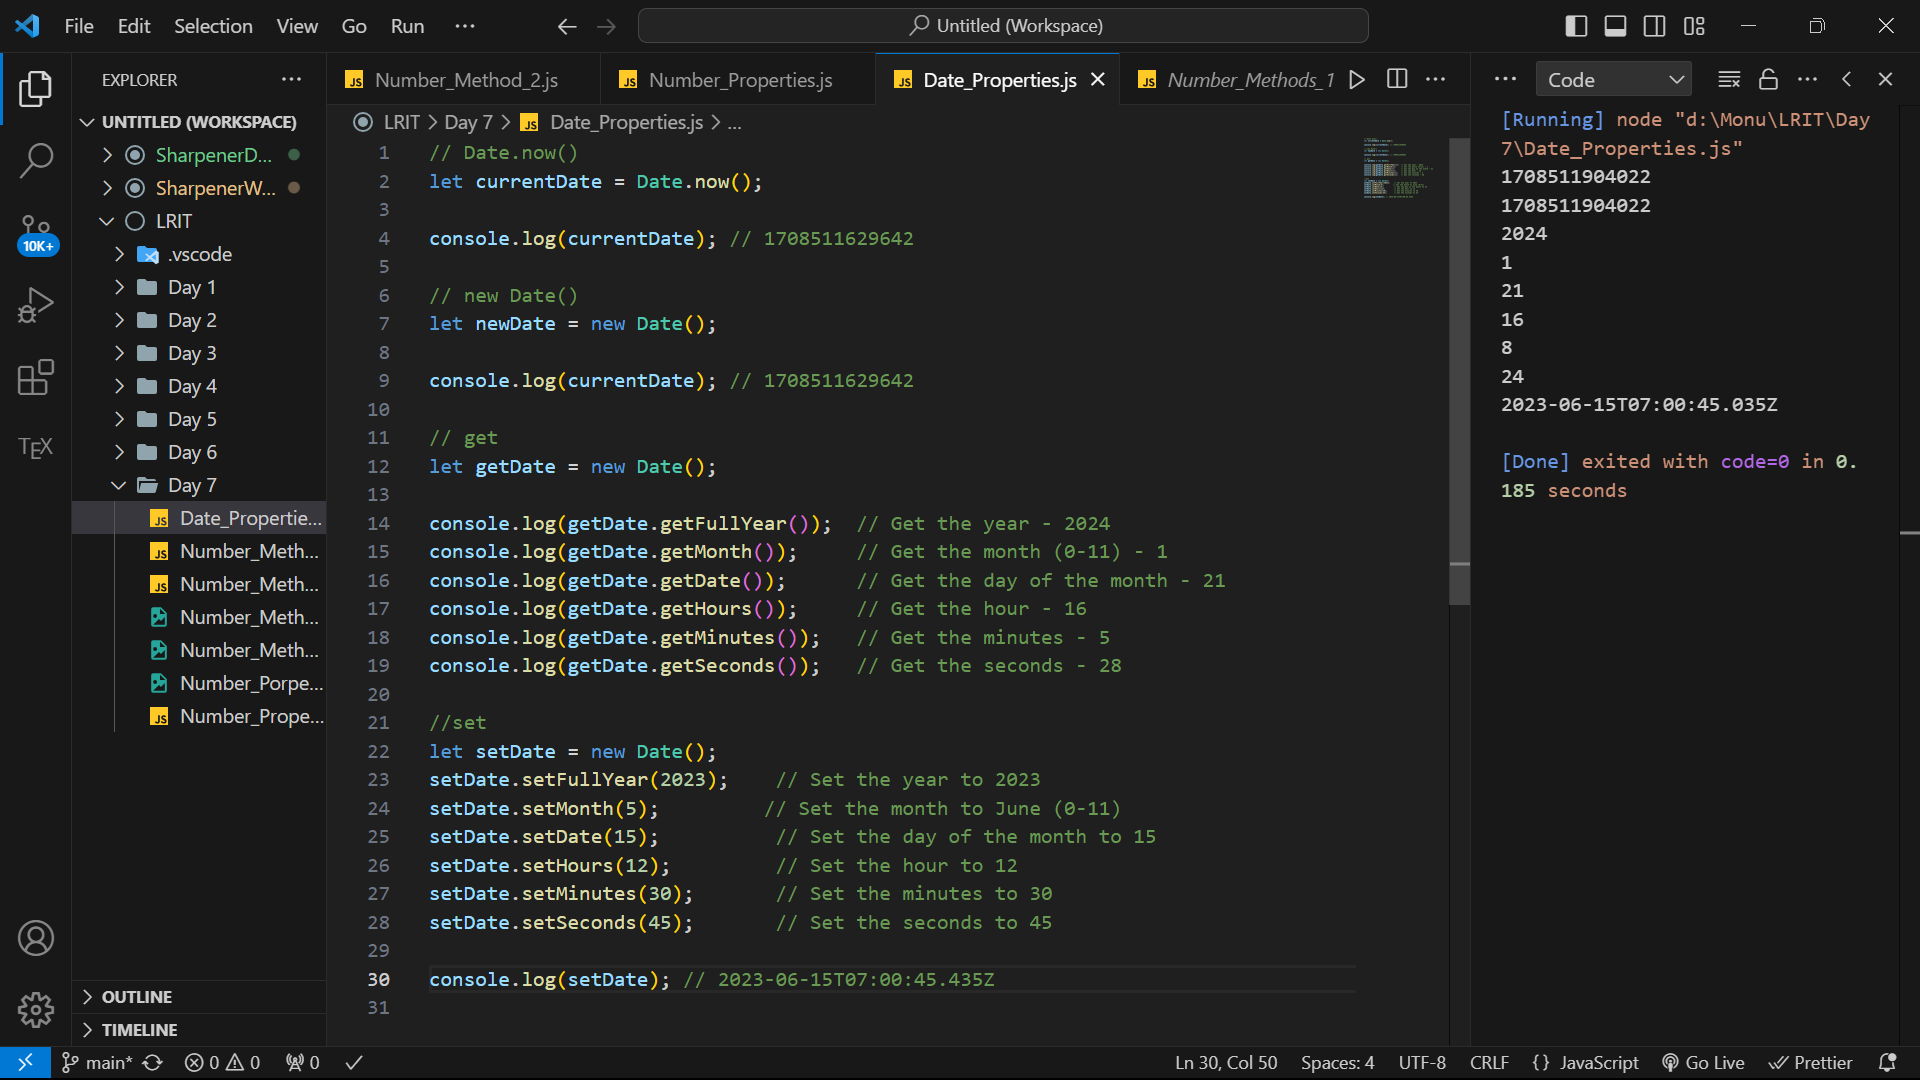 File Edit Selection View Go Run ···
Untitled (Workspace)
EXPLORER ···
UNTITLED (WORKSPACE)
SharpenerD...
SharpenerW...
LRIT
.vscode
Day 1
Day 2
Day 3
Day 4
Day 5
Day 6
Day 7
Date_Propertie...
Number_Meth...
Number_Meth...
Number_Meth...
Number_Meth...
Number_Porpe...
Number_Prope...
OUTLINE
TIMELINE
10K+
TEX
JS Number_Method_2.js
JS Number_Properties.js
JS Date_Properties.js
JS Number_Methods_1
LRIT > Day 7 > JS Date_Properties.js > ...
1 // Date.now()
2 let currentDate = Date.now();
3
4 console.log(currentDate); // 1708511629642
5
6 // new Date()
7 let newDate = new Date();
8
9 console.log(currentDate); // 1708511629642
10
11 // get
12 let getDate = new Date();
13
14 console.log(getDate.getFullYear()); // Get the year - 2024
15 console.log(getDate.getMonth()); // Get the month (0-11) - 1
16 console.log(getDate.getDate()); // Get the day of the month - 21
17 console.log(getDate.getHours()); // Get the hour - 16
18 console.log(getDate.getMinutes()); // Get the minutes - 5
19 console.log(getDate.getSeconds()); // Get the seconds - 28
20
21 //set
22 let setDate = new Date();
23 setDate.setFullYear(2023); // Set the year to 2023
24 setDate.setMonth(5); // Set the month to June (0-11)
25 setDate.setDate(15); // Set the day of the month to 15
26 setDate.setHours(12); // Set the hour to 12
27 setDate.setMinutes(30); // Set the minutes to 30
28 setDate.setSeconds(45); // Set the seconds to 45
29
30 console.log(setDate); // 2023-06-15T07:00:45.435Z
31
Code
[Running] node "d:\Monu\LRIT\Day
7\Date_Properties.js"
1708511904022
1708511904022
2024
1
21
16
8
24
2023-06-15T07:00:45.035Z
[Done] exited with code=0 in 0.
185 seconds
main* 0 0 0
Ln 30, Col 50 Spaces: 4 UTF-8 CRLF {} JavaScript Go Live Prettier